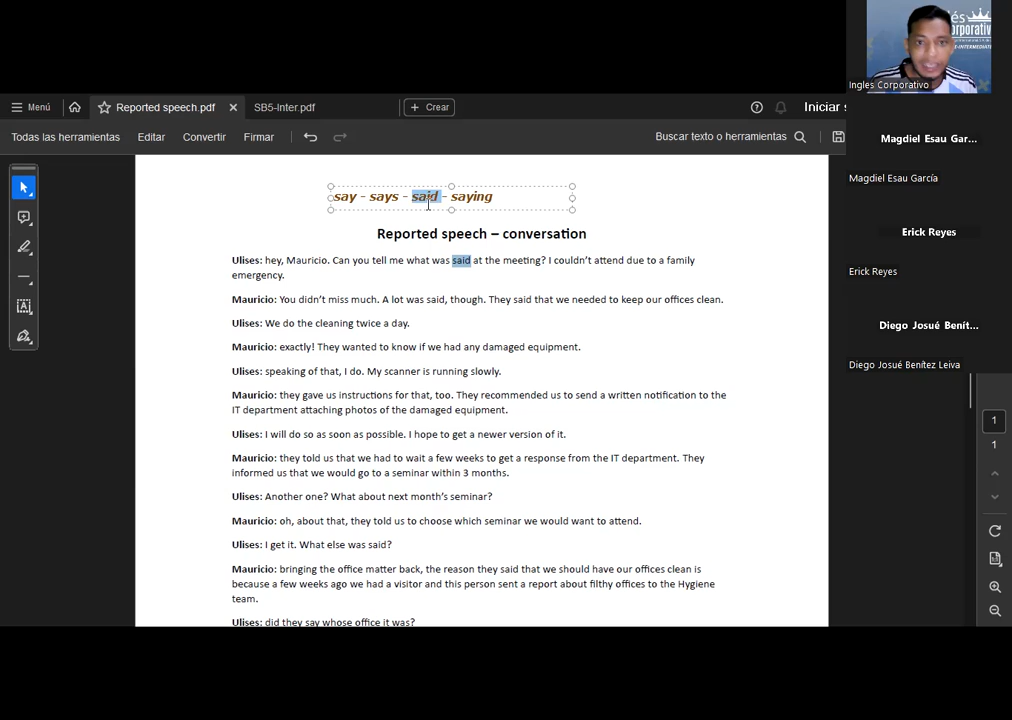 Ingles Corporativo
Menú
Reported speech.pdf
SB5-Inter.pdf
Crear
Iniciar s
Todas las herramientas
Editar
Convertir
Firmar
Buscar texto o herramientas
Magdiel Esau Gar...
Magdiel Esau García
Erick Reyes
Erick Reyes
Diego Josué Benít...
Diego Josué Benítez Leiva
say – says – said – saying
Reported speech – conversation
Ulises: hey, Mauricio. Can you tell me what was said at the meeting? I couldn't attend due to a family
emergency.
Mauricio: You didn't miss much. A lot was said, though. They said that we needed to keep our offices clean.
Ulises: We do the cleaning twice a day.
Mauricio: exactly! They wanted to know if we had any damaged equipment.
Ulises: speaking of that, I do. My scanner is running slowly.
Mauricio: they gave us instructions for that, too. They recommended us to send a written notification to the
IT department attaching photos of the damaged equipment.
Ulises: I will do so as soon as possible. I hope to get a newer version of it.
Mauricio: they told us that we had to wait a few weeks to get a response from the IT department. They
informed us that we would go to a seminar within 3 months.
Ulises: Another one? What about next month's seminar?
Mauricio: oh, about that, they told us to choose which seminar we would want to attend.
Ulises: I get it. What else was said?
Mauricio: bringing the office matter back, the reason they said that we should have our offices clean is
because a few weeks ago we had a visitor and this person sent a report about filthy offices to the Hygiene
team.
Ulises: did they say whose office it was?
1
1